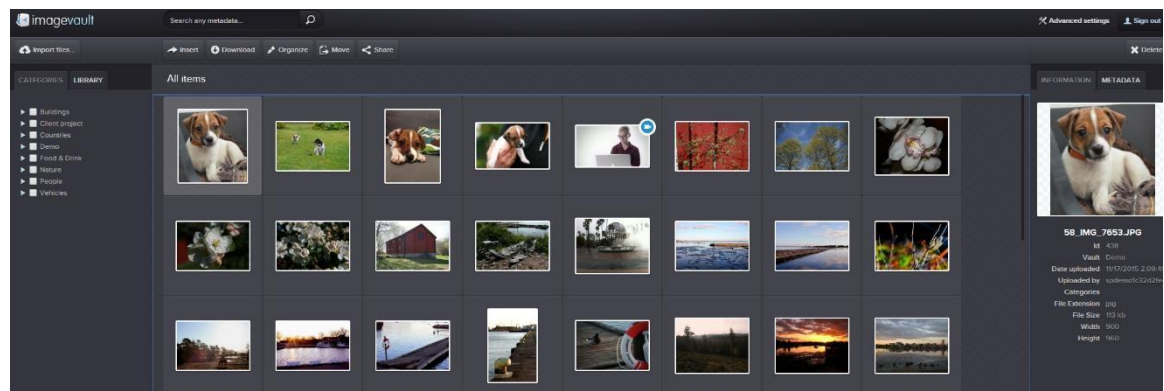 imagevault
Search any metadata...
Advanced settings
Sign out
Import files...
Insert
Download
Organize
Move
Share
Delete
CATEGORIES
LIBRARY
All items
INFORMATION
METADATA
Buildings
Client project
Countries
Demo
Food & Drink
Nature
People
Vehicles
58_IMG_7653.JPG
Id 438
Vault Demo
Date uploaded 11/17/2015
Uploaded by
Categories
File Extension jpg
File Size 113 kb
Width 900
Height 960